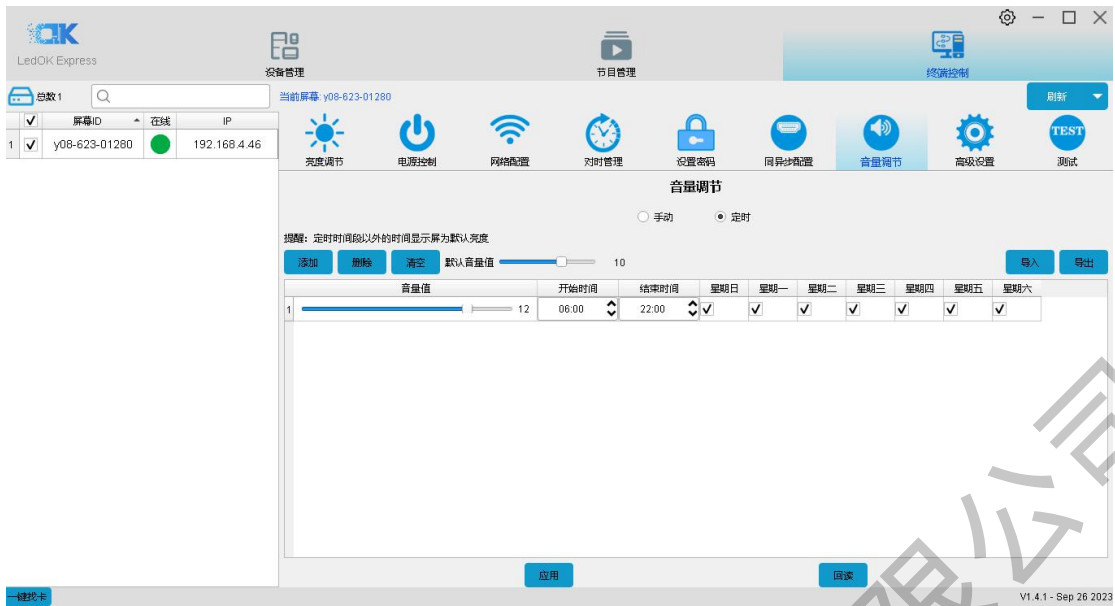 LedOK Express
设备管理
节目管理
终端控制
总数1
当前屏幕:y08-623-01280
刷新
屏幕ID 在线 IP
1 y08-623-01280 192.168.4.46
亮度调节 电源控制 网络配置 对时管理 设置密码 同异步配置 音量调节 高级设置 TEST 测试
音量调节
手动 定时
提醒：定时时间段以外的时间显示屏为默认亮度
添加 删除 清空 默认音量值 10 导入 导出
音量值 开始时间 结束时间 星期日 星期一 星期二 星期三 星期四 星期五 星期六
1 12 06:00 22:00
应用 回读
一键找卡
V1.4.1 - Sep 26 2023
限公司